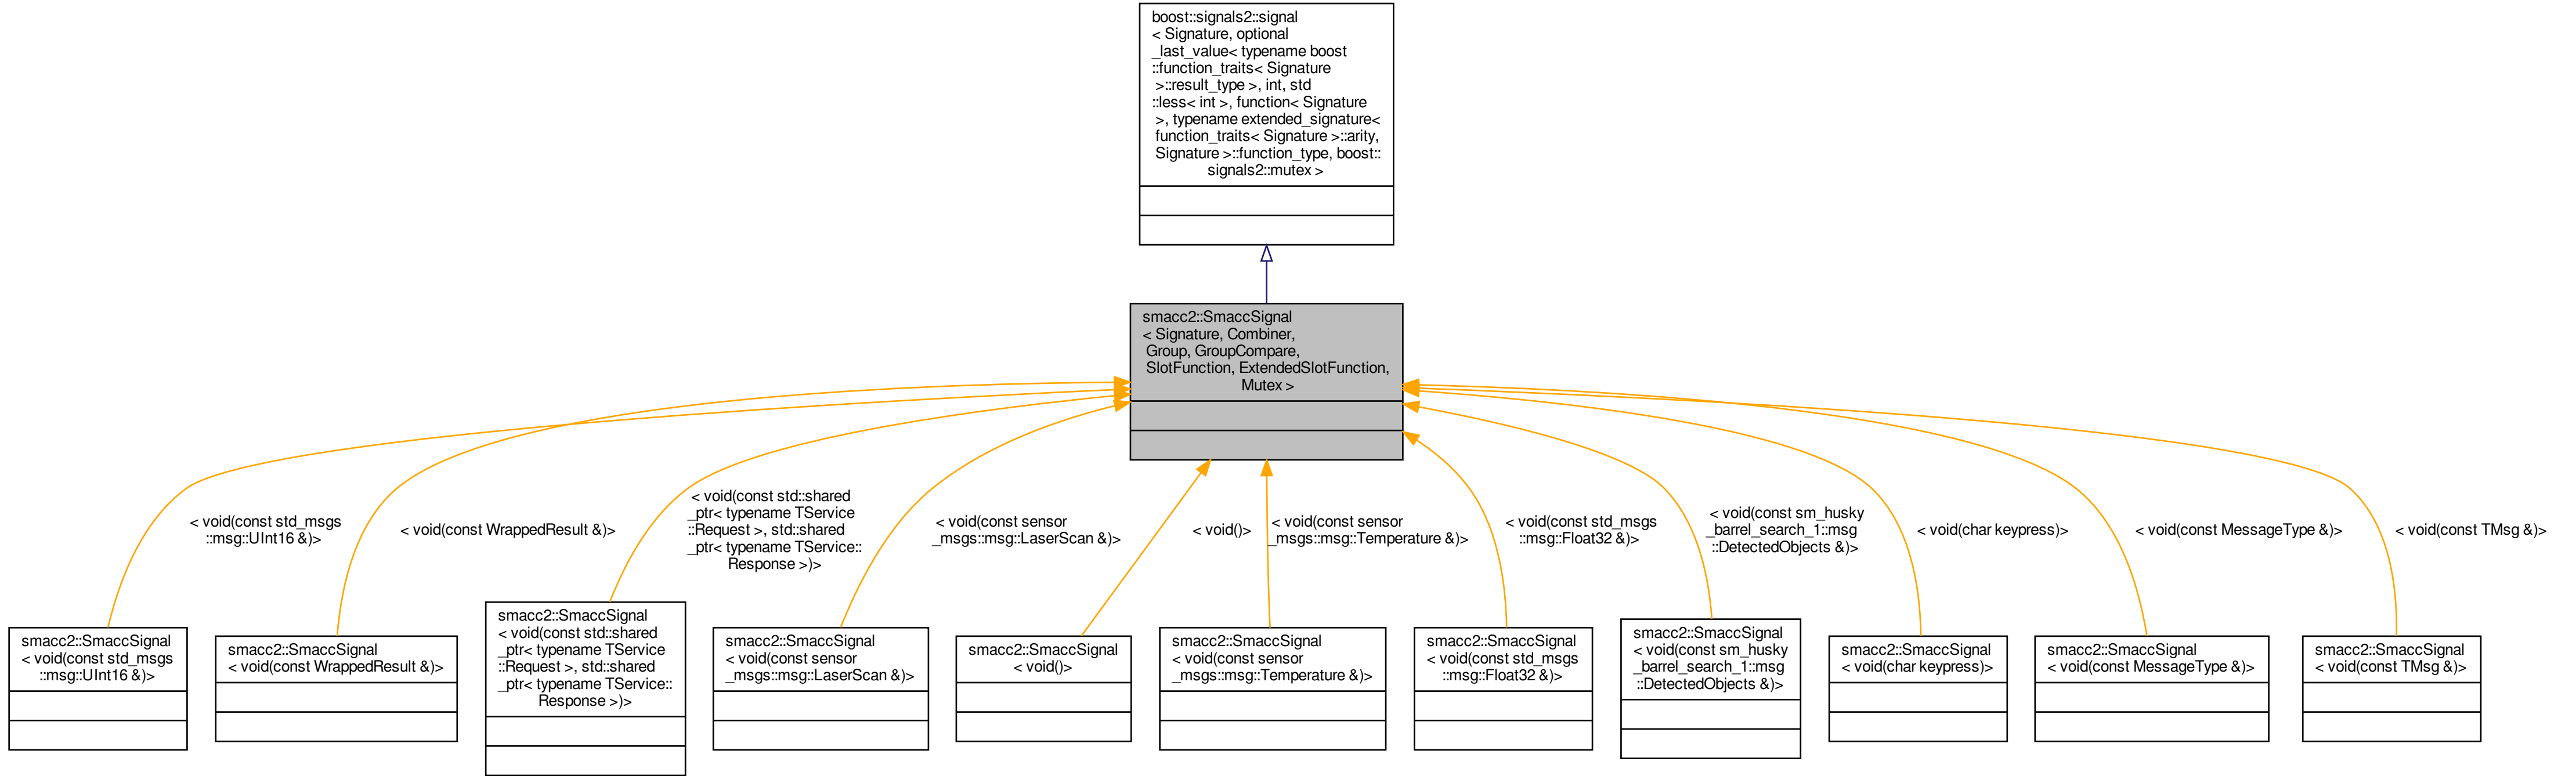 boost::signals2::signal
< Signature, optional
_last_value< typename boost
::function_traits< Signature
>::result_type >, int, std
::less< int >, function< Signature
>, typename extended_signature<
function_traits< Signature >::arity,
Signature >::function_type, boost::
signals2::mutex >
smacc2::SmaccSignal
< Signature, Combiner,
Group, GroupCompare,
SlotFunction, ExtendedSlotFunction,
Mutex >
< void(const std_msgs
::msg::UInt16 &)>
< void(const WrappedResult &)>
< void(const std::shared
_ptr< typename TService
::Request >, std::shared
_ptr< typename TService::
Response >)>
< void(const sensor
_msgs::msg::LaserScan &)>
< void()>
< void(const sensor
_msgs::msg::Temperature &)>
< void(const std_msgs
::msg::Float32 &)>
< void(const sm_husky
_barrel_search_1::msg
::DetectedObjects &)>
< void(char keypress)>
< void(const MessageType &)>
< void(const TMsg &)>
smacc2::SmaccSignal
< void(const std_msgs
::msg::UInt16 &)>
smacc2::SmaccSignal
< void(const WrappedResult &)>
smacc2::SmaccSignal
< void(const std::shared
_ptr< typename TService
::Request >, std::shared
_ptr< typename TService::
Response >)>
smacc2::SmaccSignal
< void(const sensor
_msgs::msg::LaserScan &)>
smacc2::SmaccSignal
< void()>
smacc2::SmaccSignal
< void(const sensor
_msgs::msg::Temperature &)>
smacc2::SmaccSignal
< void(const std_msgs
::msg::Float32 &)>
smacc2::SmaccSignal
< void(const sm_husky
_barrel_search_1::msg
::DetectedObjects &)>
smacc2::SmaccSignal
< void(char keypress)>
smacc2::SmaccSignal
< void(const MessageType &)>
smacc2::SmaccSignal
< void(const TMsg &)>